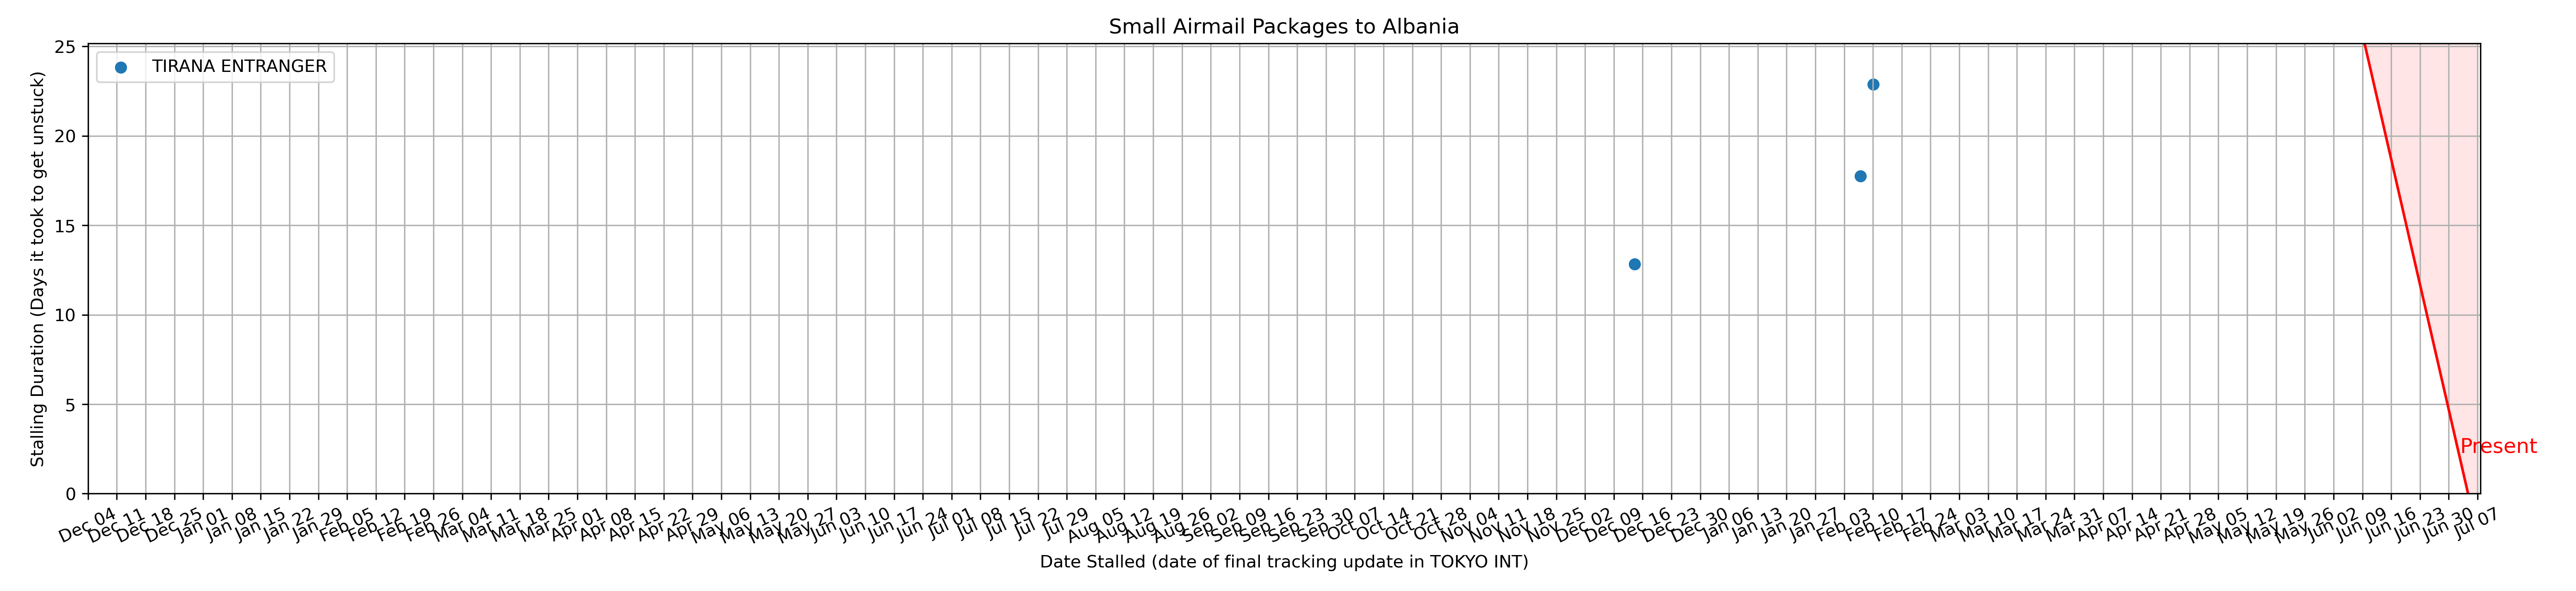 Small Airmail Packages to Albania
TIRANA ENTRANGER
Stalling Duration (Days it took to get unstuck)
25
20
15
10
5
0
Present
Dec 04 Dec 11 Dec 18 Dec 25 Jan 01 Jan 08 Jan 15 Jan 22 Jan 29 Feb 05 Feb 12 Feb 19 Feb 26 Mar 04 Mar 11 Mar 18 Mar 25 Apr 01 Apr 08 Apr 15 Apr 22 Apr 29 May 06 May 13 May 20 May 27 Jun 03 Jun 10 Jun 17 Jun 24 Jul 01 Jul 08 Jul 15 Jul 22 Jul 29 Aug 05 Aug 12 Aug 19 Aug 26 Sep 02 Sep 09 Sep 16 Sep 23 Sep 30 Oct 07 Oct 14 Oct 21 Oct 28 Nov 04 Nov 11 Nov 18 Nov 25 Dec 02 Dec 09 Dec 16 Dec 23 Dec 30 Jan 06 Jan 13 Jan 20 Jan 27 Feb 03 Feb 10 Feb 17 Feb 24 Mar 03 Mar 10 Mar 17 Mar 24 Mar 31 Apr 07 Apr 14 Apr 21 Apr 28 May 05 May 12 May 19 May 26 Jun 02 Jun 09 Jun 16 Jun 23 Jun 30 Jul 07
Date Stalled (date of final tracking update in TOKYO INT)